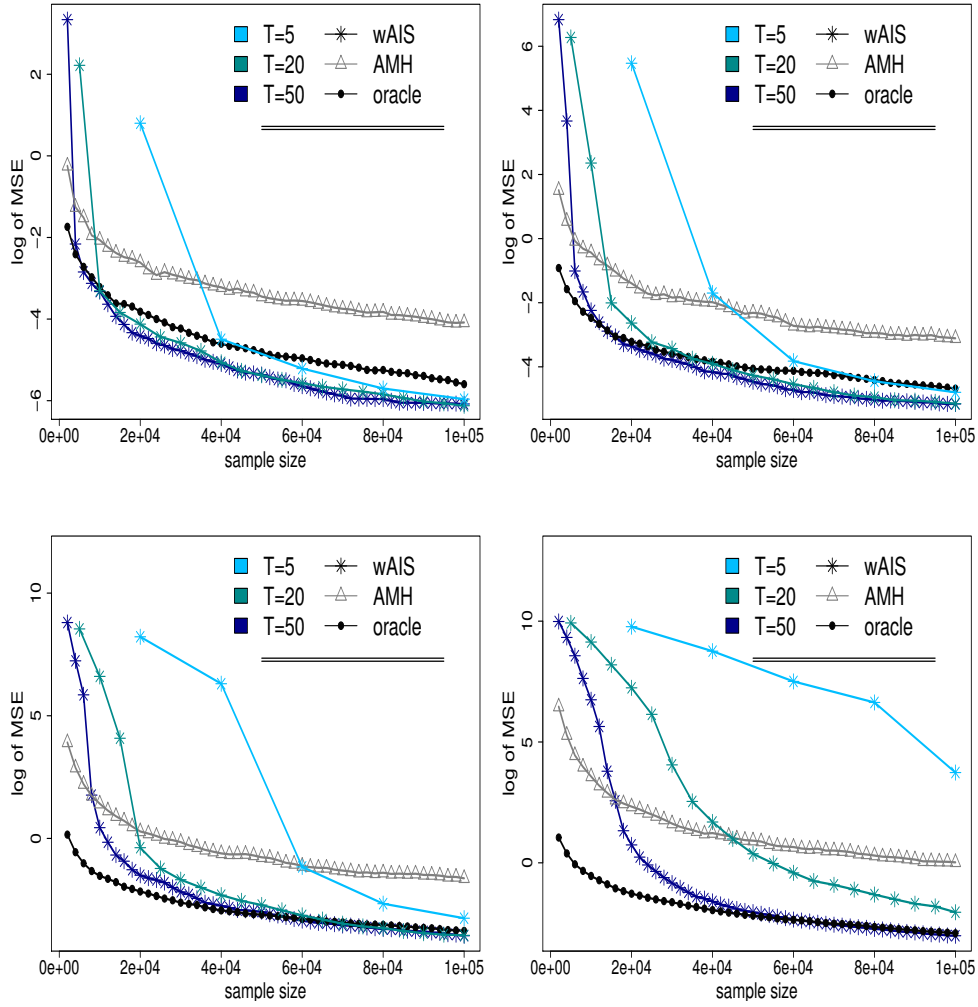 T=5 wAIS
T=20 AMH
T=50 oracle
log of MSE
2
0
−2
−4
−6
0e+00 2e+04 4e+04 6e+04 8e+04 1e+05
sample size
T=5 wAIS
T=20 AMH
T=50 oracle
log of MSE
6
4
2
0
−2
−4
0e+00 2e+04 4e+04 6e+04 8e+04 1e+05
sample size
T=5 wAIS
T=20 AMH
T=50 oracle
log of MSE
10
5
0
0e+00 2e+04 4e+04 6e+04 8e+04 1e+05
sample size
T=5 wAIS
T=20 AMH
T=50 oracle
log of MSE
10
5
0
0e+00 2e+04 4e+04 6e+04 8e+04 1e+05
sample size